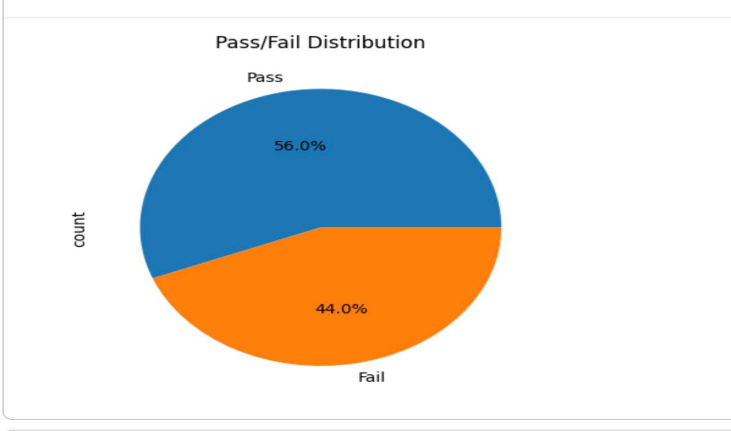 Pass/Fail Distribution
Pass
56.0%
count
44.0%
Fail